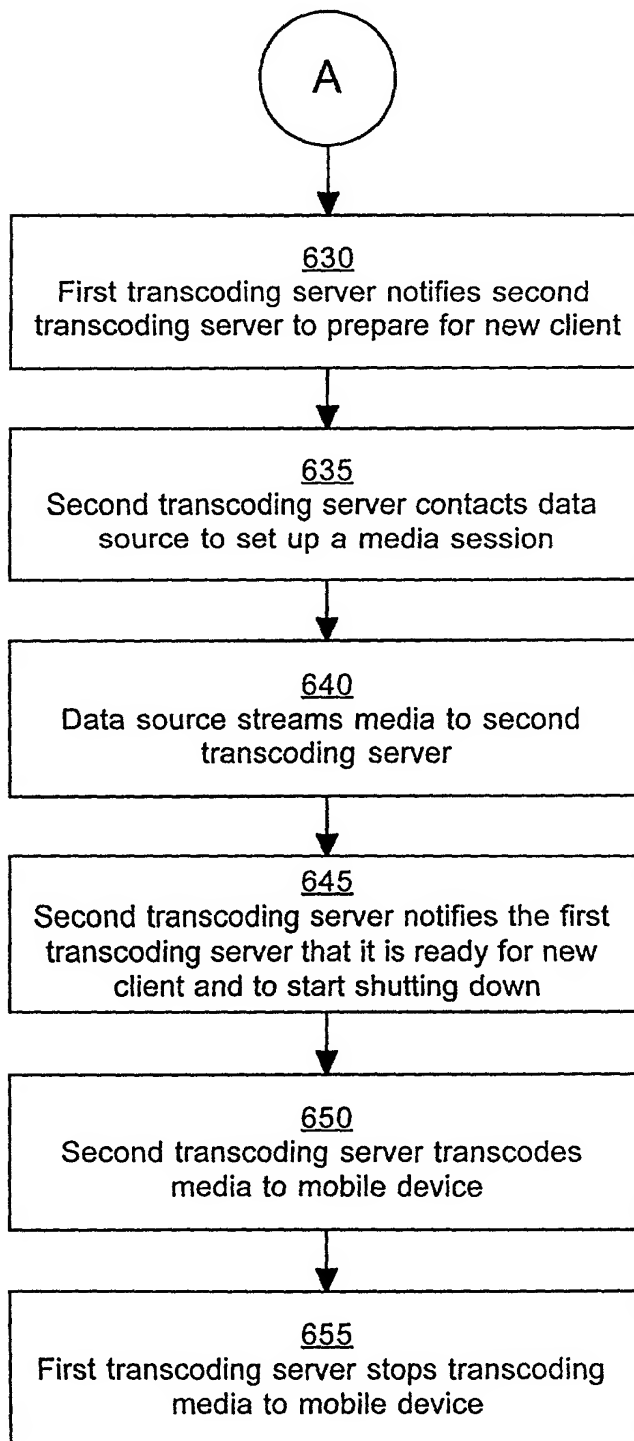 A
630
First transcoding server notifies second
transcoding server to prepare for new client
635
Second transcoding server contacts data
source to set up a media session
640
Data source streams media to second
transcoding server
645
Second transcoding server notifies the first
transcoding server that it is ready for new
client and to start shutting down
650
Second transcoding server transcodes
media to mobile device
655
First transcoding server stops transcoding
media to mobile device